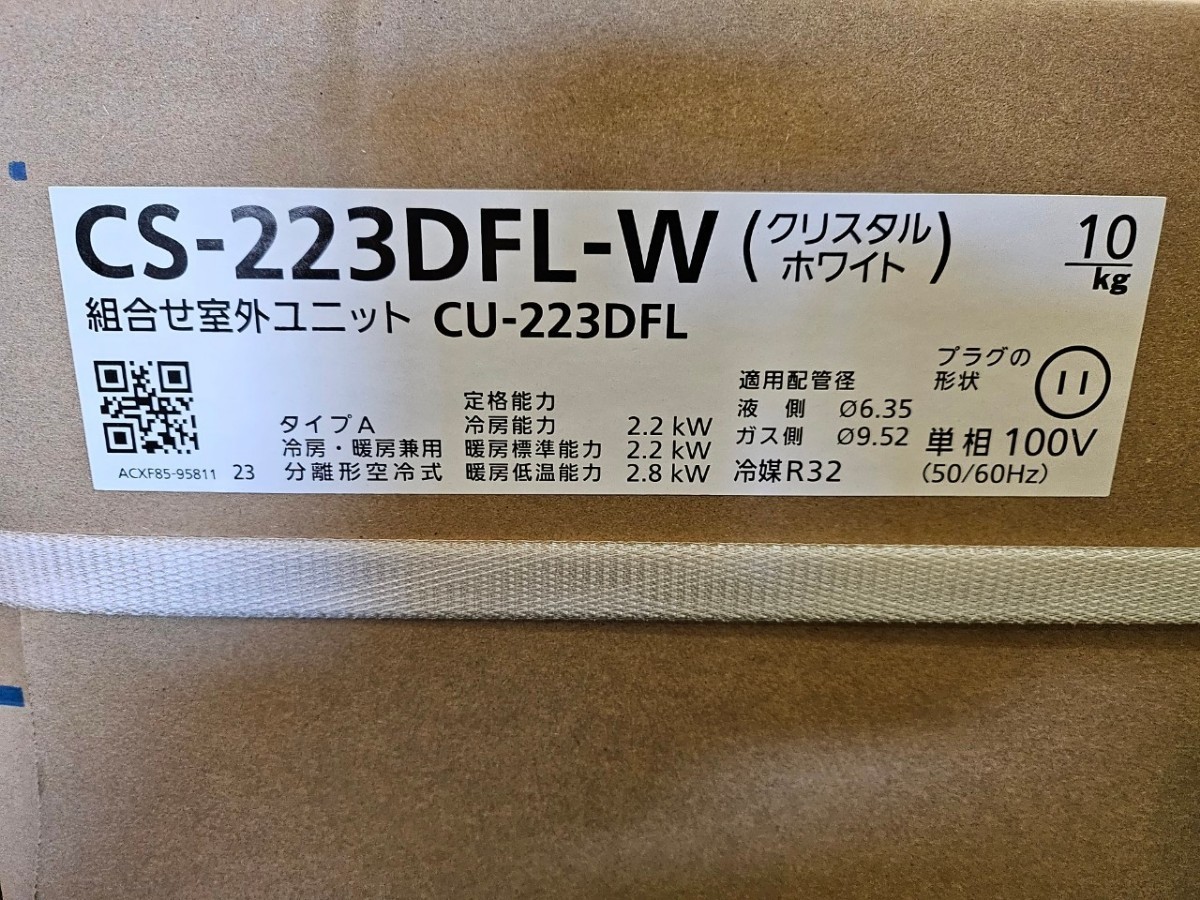 CS-223DFL-W (クリスタル
ホワイト)
10
kg
組合せ室外ユニット CU-223DFL
ACXF85-95811 23
タイプA
冷房・暖房兼用
分離形空冷式
定格能力
冷房能力 2.2 kW
暖房標準能力 2.2 kW
暖房低温能力 2.8 kW
適用配管径
液 側 Ø6.35
ガス側 Ø9.52
冷媒R32
プラグの
形状
単相 100V
(50/60Hz)